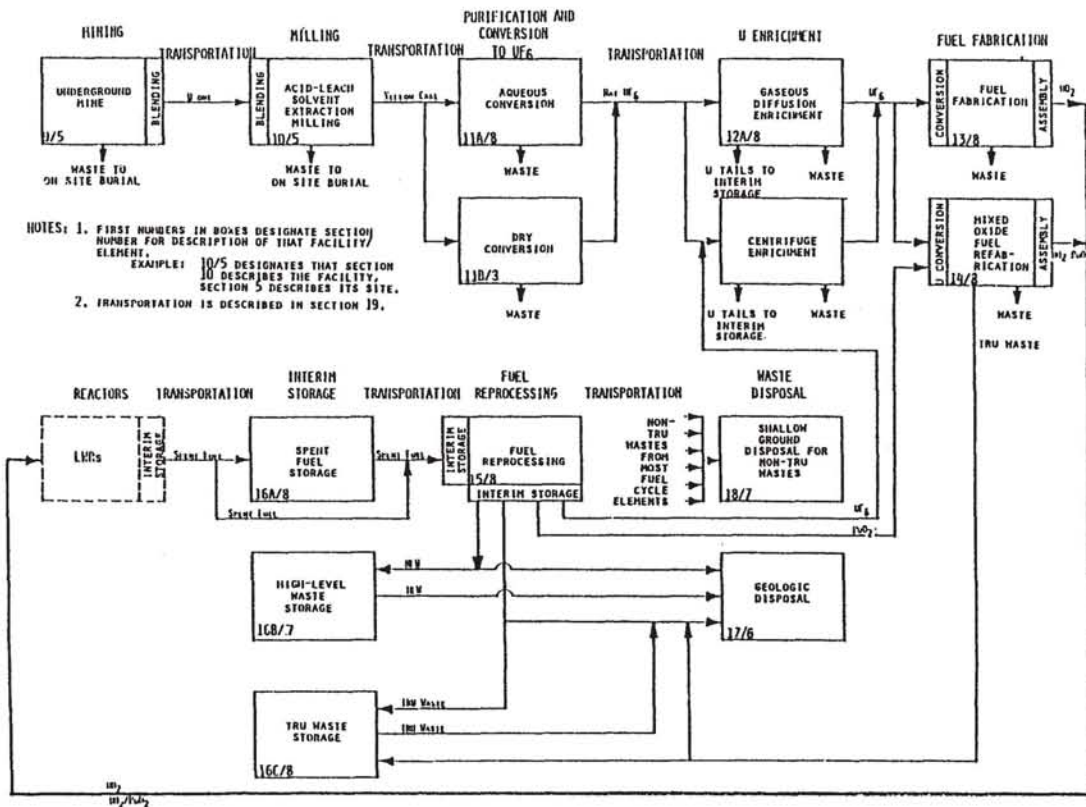 MINING
TRANSPORTATION
MILLING
TRANSPORTATION
PURIFICATION AND
CONVERSION
TO UF6
TRANSPORTATION
U ENRICHMENT
FUEL FABRICATION
UNDERGROUND
MINE
9/5
BLENDING
U ORE
BLENDING
ACID-LEACH
SOLVENT
EXTRACTION
MILLING
10/5
YELLOW CAKE
AQUEOUS
CONVERSION
11A/8
NAT UF6
GASEOUS
DIFFUSION
ENRICHMENT
12A/8
UF6
CONVERSION
FUEL
FABRICATION
13/8
ASSEMBLY
UO2
WASTE TO
ON SITE BURIAL
WASTE TO
ON SITE BURIAL
WASTE
U TAILS TO
INTERIM
STORAGE
WASTE
WASTE
DRY
CONVERSION
11B/3
WASTE
CENTRIFUGE
ENRICHMENT
U TAILS TO
INTERIM
STORAGE.
WASTE
U CONVERSION
MIXED
OXIDE
FUEL
REFAB-
RICATION
14/8
ASSEMBLY
WASTE
TRU WASTE
NOTES: 1. FIRST NUMBERS IN BOXES DESIGNATE SECTION
NUMBER FOR DESCRIPTION OF THAT FACILITY/
ELEMENT.
EXAMPLE: 10/5 DESIGNATES THAT SECTION
10 DESCRIBES THE FACILITY,
SECTION 5 DESCRIBES ITS SITE.
2. TRANSPORTATION IS DESCRIBED IN SECTION 19.
REACTORS
TRANSPORTATION
INTERIM
STORAGE
TRANSPORTATION
FUEL
REPROCESSING
TRANSPORTATION
WASTE
DISPOSAL
LWRs
INTERIM
STORAGE
SPENT FUEL
SPENT FUEL
SPENT
FUEL
STORAGE
16A/8
SPENT FUEL
INTERIM
STORAGE
FUEL
REPROCESSING
15/8
INTERIM STORAGE
NON-
TRU
WASTES
FROM
MOST
FUEL
CYCLE
ELEMENTS
SHALLOW
GROUND
DISPOSAL FOR
NON-TRU
WASTES
18/7
UF6
PUO2
HLW
HLW
HIGH-LEVEL
WASTE
STORAGE
16B/7
GEOLOGIC
DISPOSAL
17/6
TRU WASTE
TRU WASTE
TRU WASTE
STORAGE
16C/8
UO2